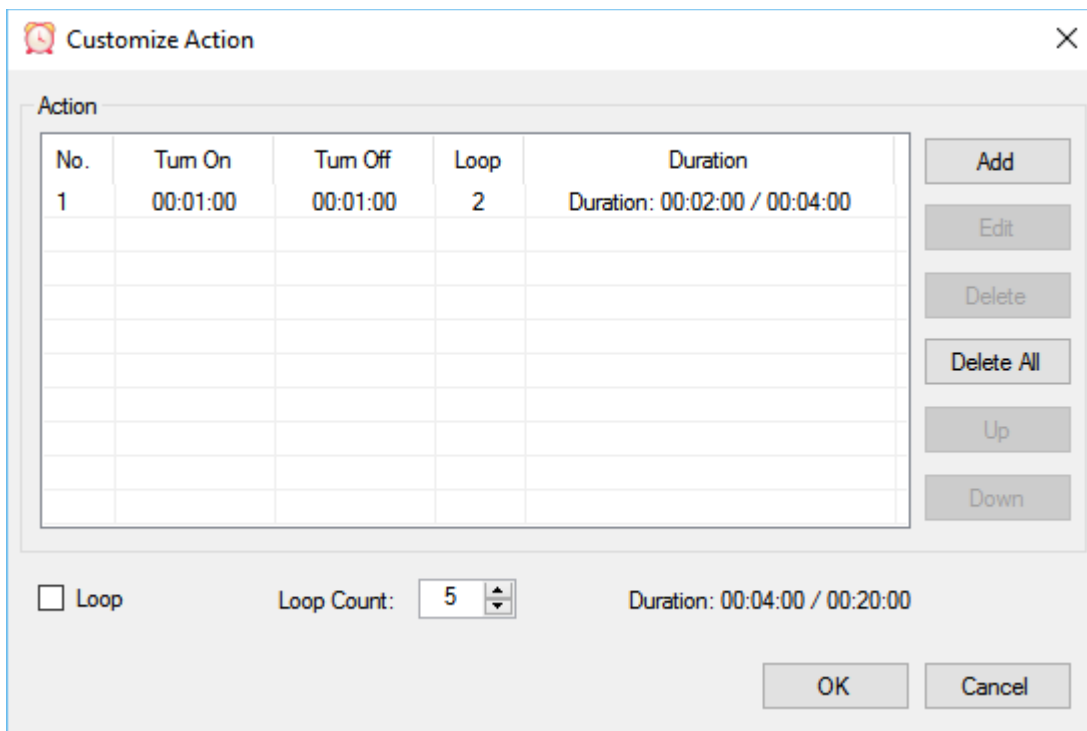 Customize Action
Action
No. Turn On Turn Off Loop Duration
1 00:01:00 00:01:00 2 Duration: 00:02:00 / 00:04:00
Add
Edit
Delete
Delete All
Up
Down
Loop Loop Count: 5 Duration: 00:04:00 / 00:20:00
OK Cancel